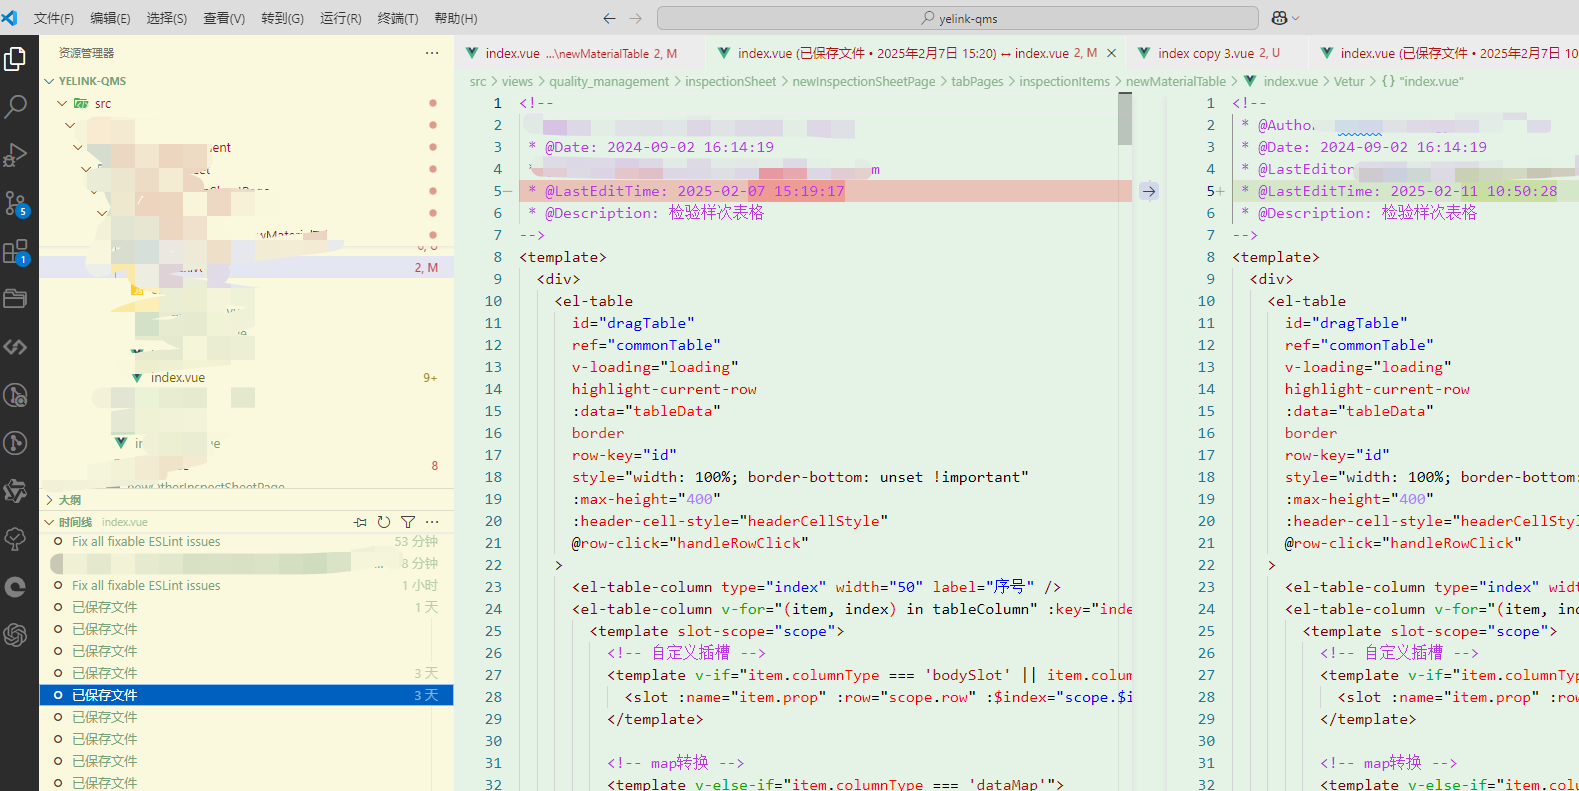 文件(F) 编辑(E) 选择(S) 查看(V) 转到(G) 运行(R) 终端(T) 帮助(H) yelink-qms
资源管理器
YELINK-QMS
src
2, M
index.vue 9+
8
大纲
时间线 index.vue
Fix all fixable ESLint issues 53 分钟
... 8 分钟
Fix all fixable ESLint issues 1 小时
已保存文件 1 天
已保存文件
已保存文件
已保存文件 3 天
已保存文件 3 天
已保存文件
已保存文件
已保存文件
已保存文件
5
1
index.vue ...\newMaterialTable 2, M
index.vue (已保存文件 • 2025年2月7日 15:20) ↔ index.vue 2, M
index copy 3.vue 2, U
index.vue (已保存文件 • 2025年2月7日 10
src > views > quality_management > inspectionSheet > newInspectionSheetPage > tabPages > inspectionItems > newMaterialTable > index.vue > Vetur > {} "index.vue"
1 <!--
2
3 * @Date: 2024-09-02 16:14:19
4
5− * @LastEditTime: 2025-02-07 15:19:17
6 * @Description: 检验样次表格
7 -->
8 <template>
9 <div>
10 <el-table
11 id="dragTable"
12 ref="commonTable"
13 v-loading="loading"
14 highlight-current-row
15 :data="tableData"
16 border
17 row-key="id"
18 style="width: 100%; border-bottom: unset !important"
19 :max-height="400"
20 :header-cell-style="headerCellStyle"
21 @row-click="handleRowClick"
22 >
23 <el-table-column type="index" width="50" label="序号" />
24 <el-table-column v-for="(item, index) in tableColumn" :key="inde
25 <template slot-scope="scope">
26 <!-- 自定义插槽 -->
27 <template v-if="item.columnType === 'bodySlot' || item.colum
28 <slot :name="item.prop" :row="scope.row" :$index="scope.$i
29 </template>
30
31 <!-- map转换 -->
32 <template v-else-if="item.columnType === 'dataMap'">
1 <!--
2 * @Author
3 * @Date: 2024-09-02 16:14:19
4 * @LastEditor
5+ * @LastEditTime: 2025-02-11 10:50:28
6 * @Description: 检验样次表格
7 -->
8 <template>
9 <div>
10 <el-table
11 id="dragTable"
12 ref="commonTable"
13 v-loading="loading"
14 highlight-current-row
15 :data="tableData"
16 border
17 row-key="id"
18 style="width: 100%; border-bottom:
19 :max-height="400"
20 :header-cell-style="headerCellStyl
21 @row-click="handleRowClick"
22 >
23 <el-table-column type="index" widt
24 <el-table-column v-for="(item, ind
25 <template slot-scope="scope">
26 <!-- 自定义插槽 -->
27 <template v-if="item.columnTyp
28 <slot :name="item.prop" :row
29 </template>
30
31 <!-- map转换 -->
32 <template v-else-if="item.colu